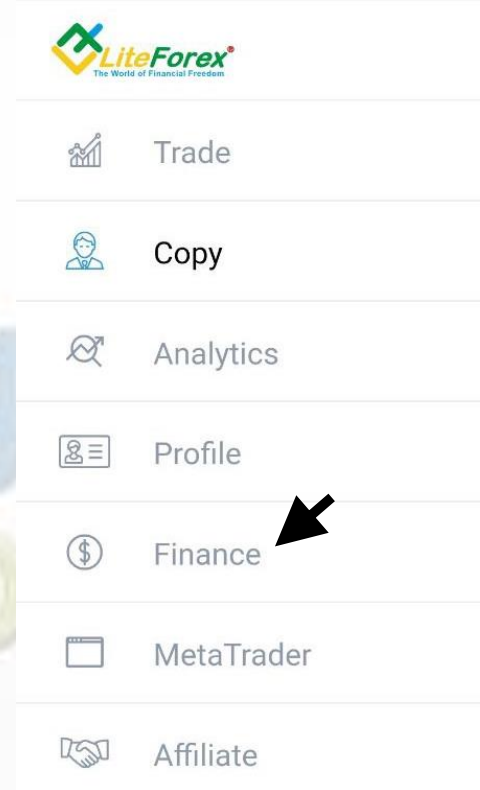 LiteForex®
The World of Financial Freedom
Trade
Copy
Analytics
Profile
$
Finance
MetaTrader
Affiliate